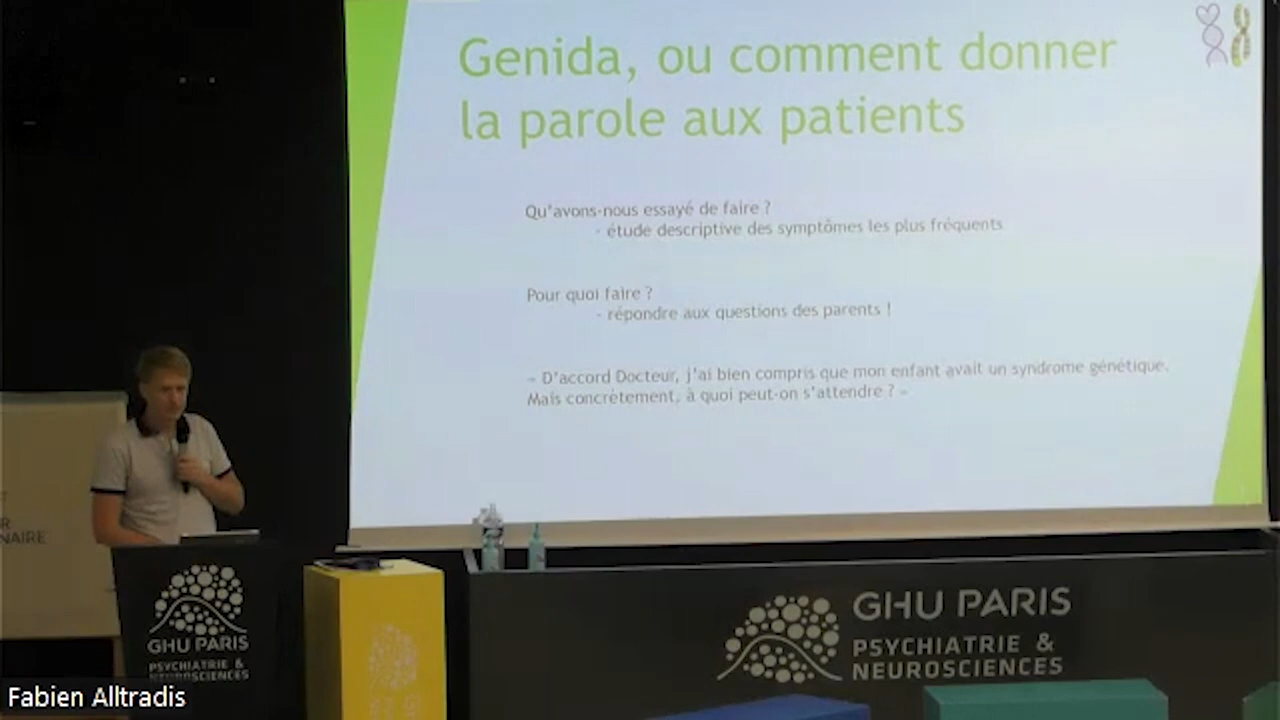 Genida, ou comment donner
la parole aux patients
Qu'avons-nous essayé de faire ?
- étude descriptive des symptômes les plus fréquents
Pour quoi faire ?
- répondre aux questions des parents !
« D'accord Docteur, j'ai bien compris que mon enfant avait un syndrome génétique.
Mais concrètement, à quoi peut-on s'attendre ? »
NAIRE
GHU PARIS
PSYCHIATRIE &
NEUROSCIENCES
GHU PARIS
PSYCHIATRIE &
NEUROSCIENCES
Fabien Alltradis